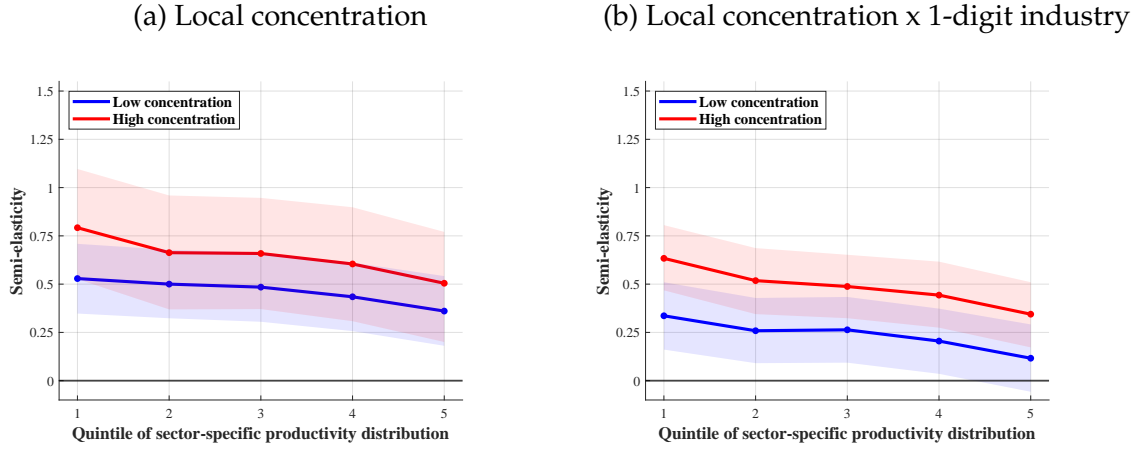 (a) Local concentration
(b) Local concentration x 1-digit industry
1.5
1.25
1
0.75
0.5
0.25
0
Semi-elasticity
Low concentration
High concentration
1 2 3 4 5
Quintile of sector-specific productivity distribution
1.5
1.25
1
0.75
0.5
0.25
0
Semi-elasticity
Low concentration
High concentration
1 2 3 4 5
Quintile of sector-specific productivity distribution